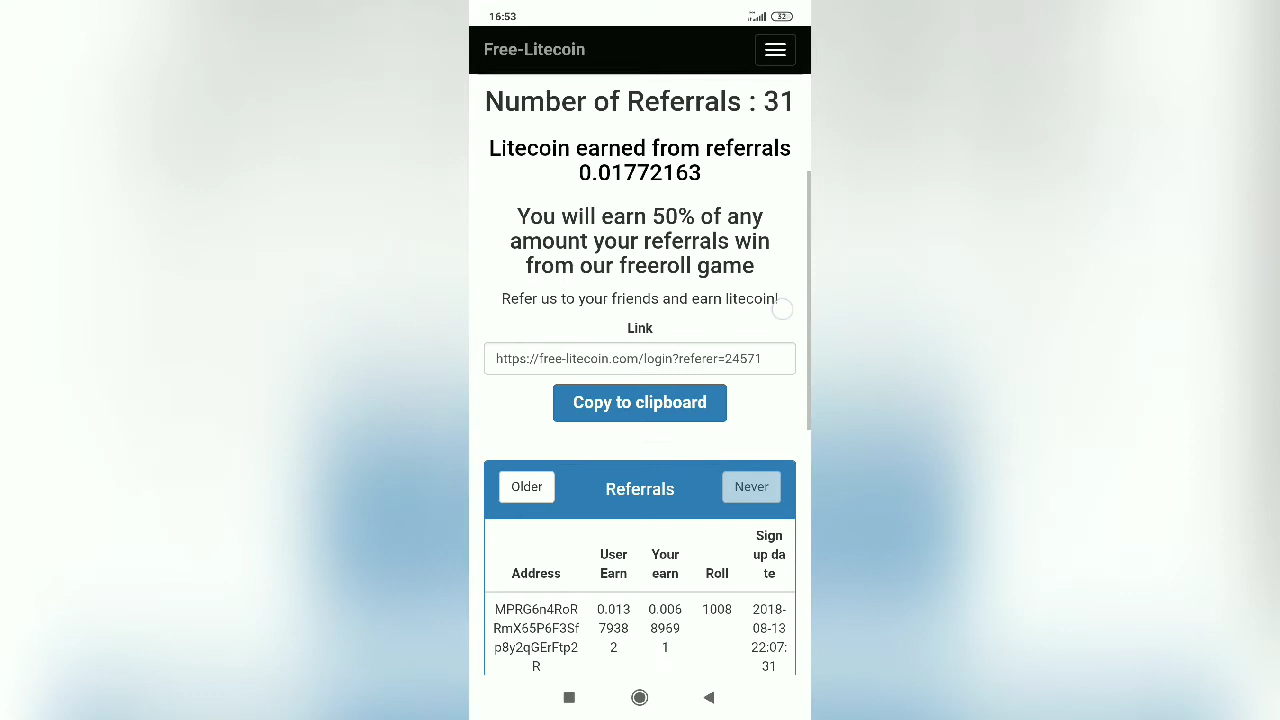 16:53
32
Free-Litecoin
Number of Referrals : 31
Litecoin earned from referrals
0.01772163
You will earn 50% of any
amount your referrals win
from our freeroll game
Refer us to your friends and earn litecoin!
Link
https://free-litecoin.com/login?referer=24571
Copy to clipboard
Older Referrals Never
Sign
User Your up da
Address Earn earn Roll te
MPRG6n4RoR 0.013 0.006 1008 2018-
RmX65P6F3Sf 7938 8969 08-13
p8y2qGErFtp2 2 1 22:07:
R 31